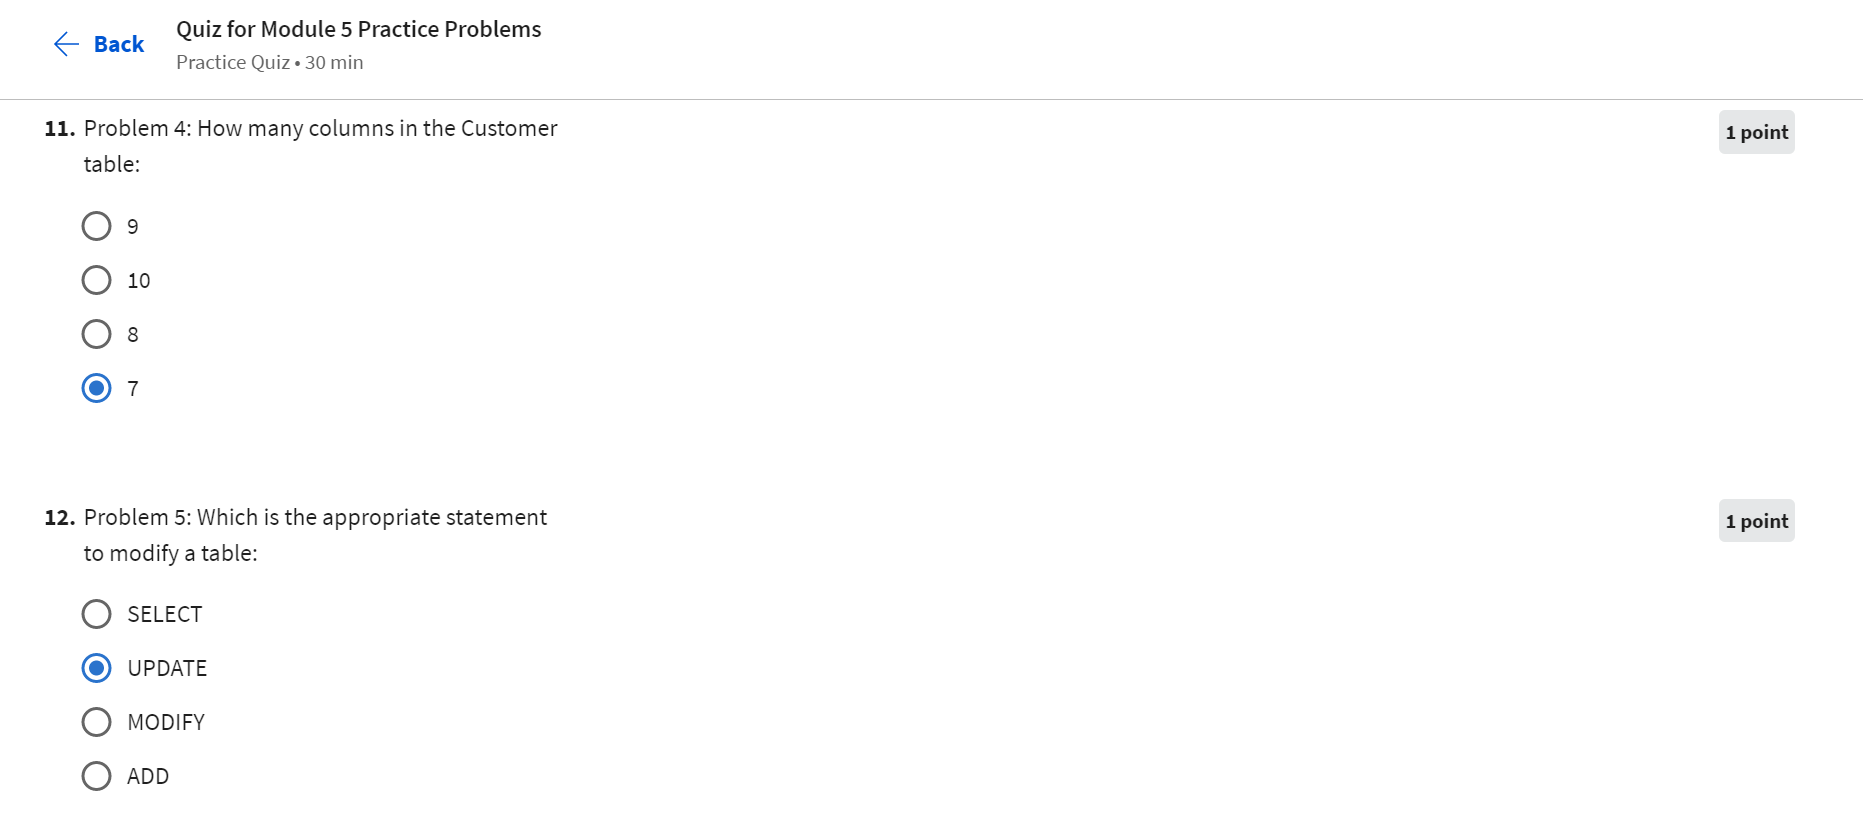 Back
Quiz for Module 5 Practice Problems
Practice Quiz • 30 min
11. Problem 4: How many columns in the Customer
table:
1 point
9
10
8
7
12. Problem 5: Which is the appropriate statement
to modify a table:
1 point
SELECT
UPDATE
MODIFY
ADD